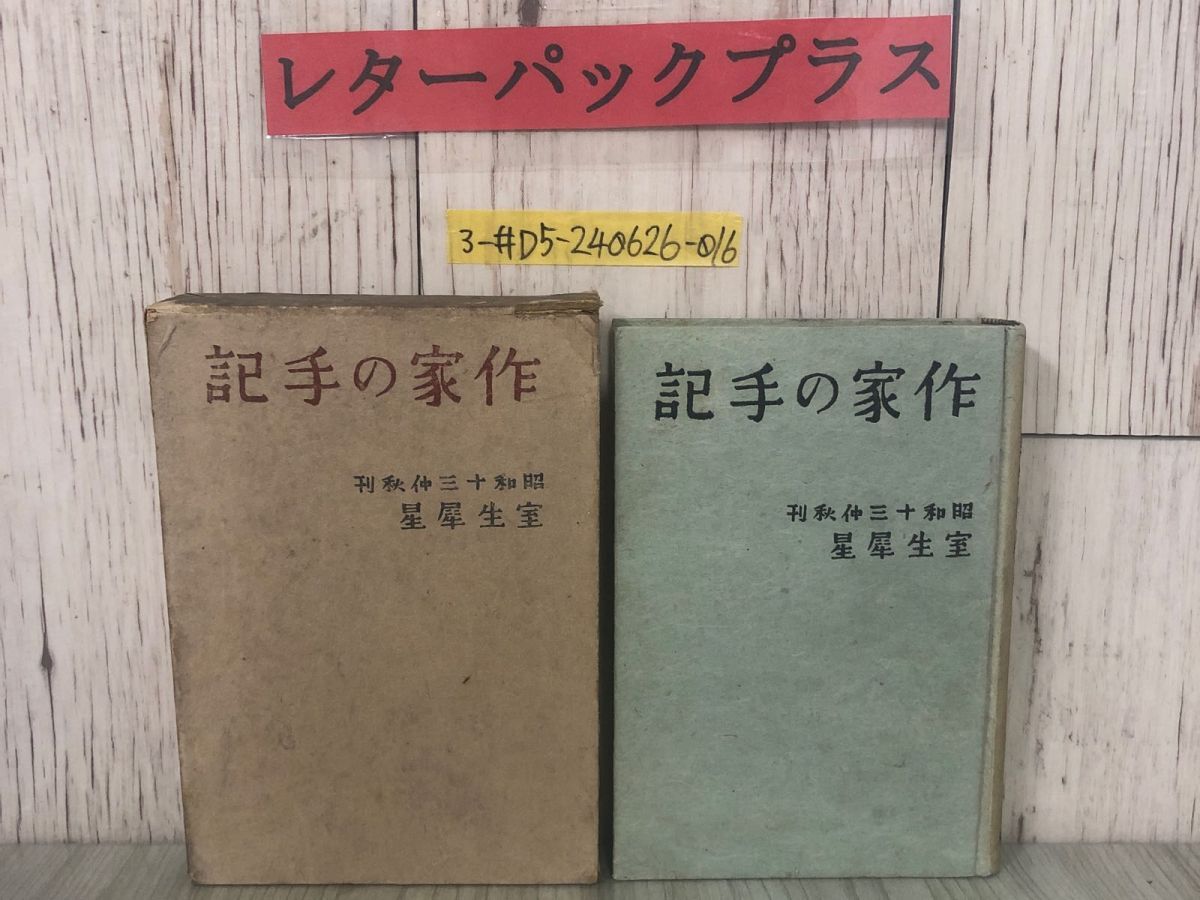 レターパックプラス
3-#D5-240626-016
作家の手記
昭和十三仲秋刊
室生犀星
作家の手記
昭和十三仲秋刊
室生犀星